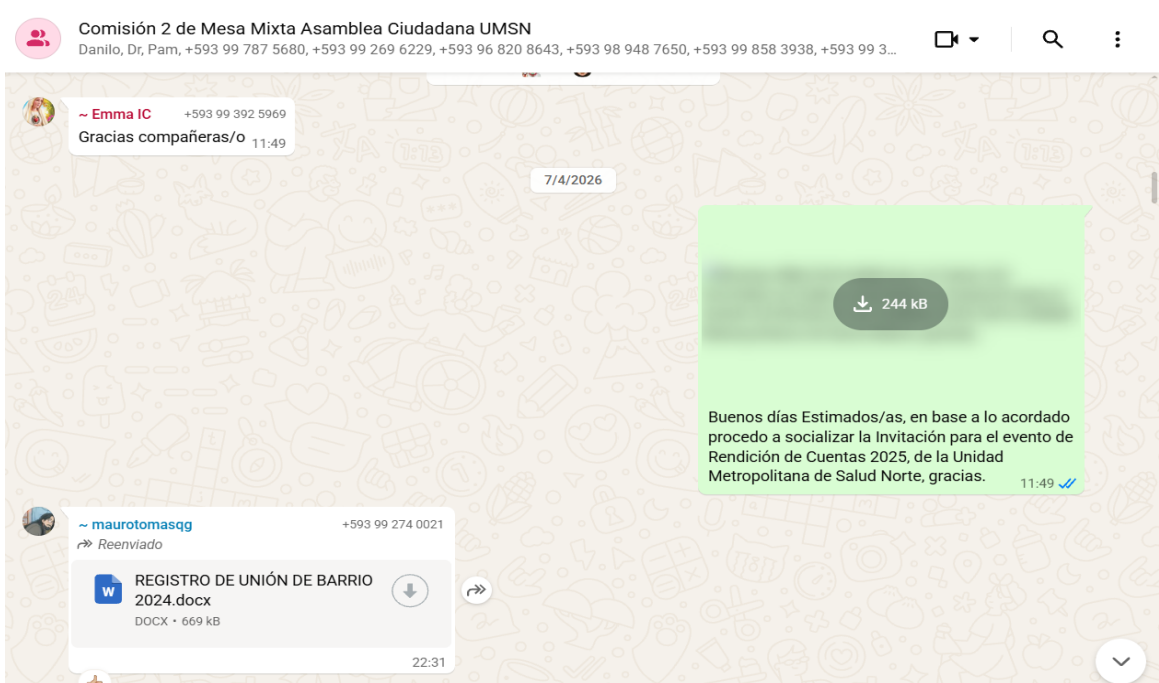 Comisión 2 de Mesa Mixta Asamblea Ciudadana UMSN
Danilo, Dr, Pam, +593 99 787 5680, +593 99 269 6229, +593 96 820 8643, +593 98 948 7650, +593 99 858 3938, +593 99 3...
~ Emma IC +593 99 392 5969
Gracias compañeras/o 11:49
7/4/2026
244 kB
Buenos días Estimados/as, en base a lo acordado
procedo a socializar la Invitación para el evento de
Rendición de Cuentas 2025, de la Unidad
Metropolitana de Salud Norte, gracias. 11:49
~ maurotomasqg +593 99 274 0021
Reenviado
W
REGISTRO DE UNIÓN DE BARRIO
2024.docx
DOCX • 669 kB
22:31